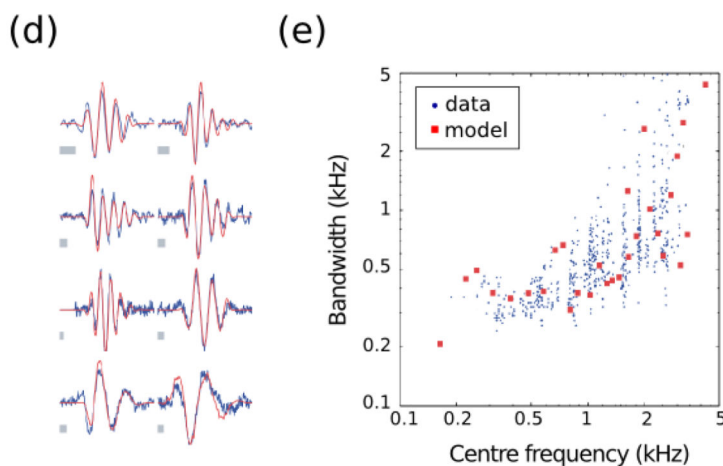 (d)
(e)
5
2
1
0.5
0.2
0.1
Bandwidth (kHz)
data
model
0.1 0.2 0.5 1 2 5
Centre frequency (kHz)